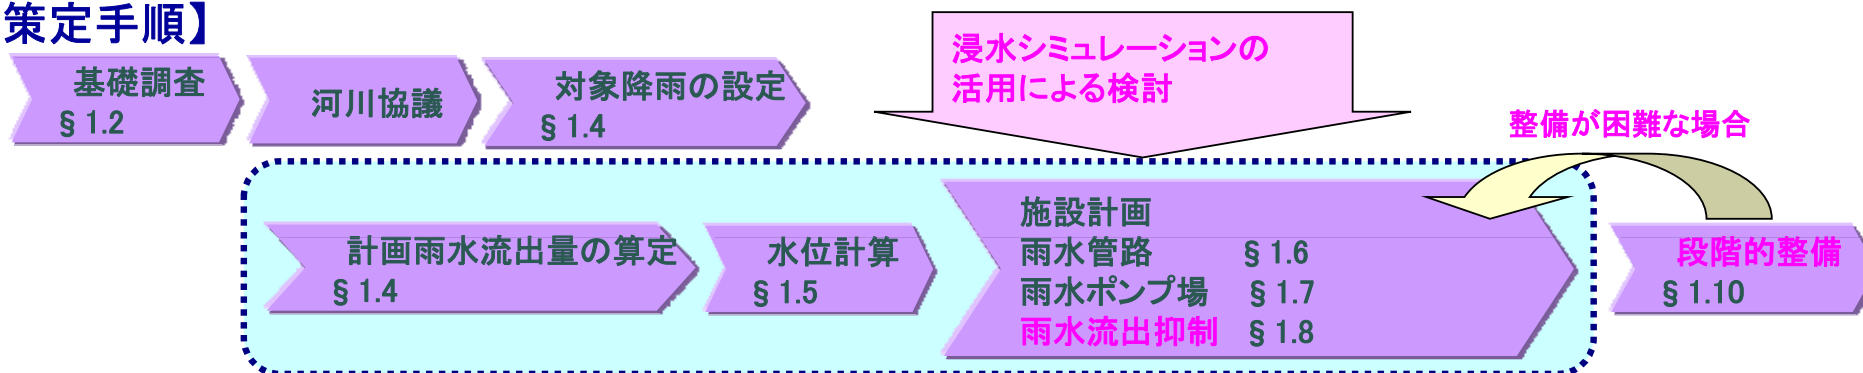 策定手順】
基礎調査
§1.2
河川協議
対象降雨の設定
§1.4
浸水シミュレーションの
活用による検討
整備が困難な場合
計画雨水流出量の算定
§1.4
水位計算
§1.5
施設計画
雨水管路 §1.6
雨水ポンプ場 §1.7
雨水流出抑制 §1.8
段階的整備
§1.10